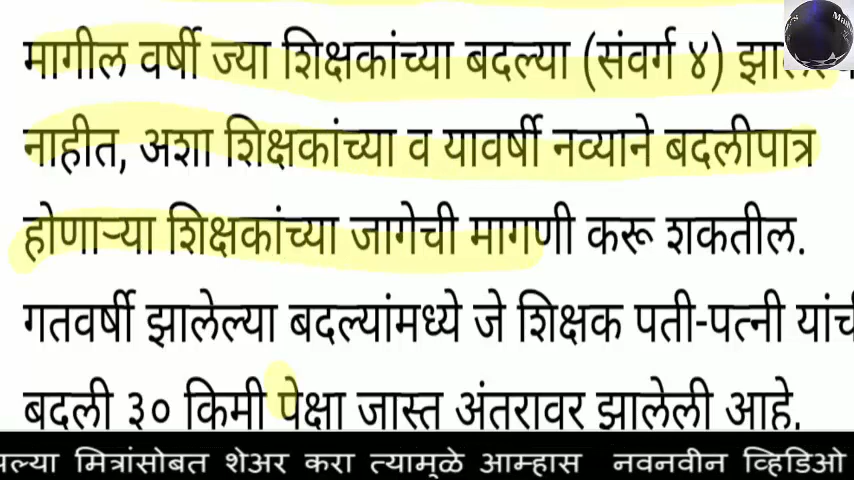 मागील वर्षी ज्या शिक्षकांच्या बदल्या (संवर्ग ४)
नाहीत, अशा शिक्षकांच्या व यावर्षी नव्याने बदलीपात्र
होणाऱ्या शिक्षकांच्या जागेची मागणी करू शकतील.
गतवर्षी झालेल्या बदल्यांमध्ये जे शिक्षक पती-पत्नी
बदली ३० किमी पेक्षा जास्त अंतरावर झालेली आहे.
मित्रांसोबत शेअर करा त्यामुळे आम्हास नवनवीन व्हिडिओ